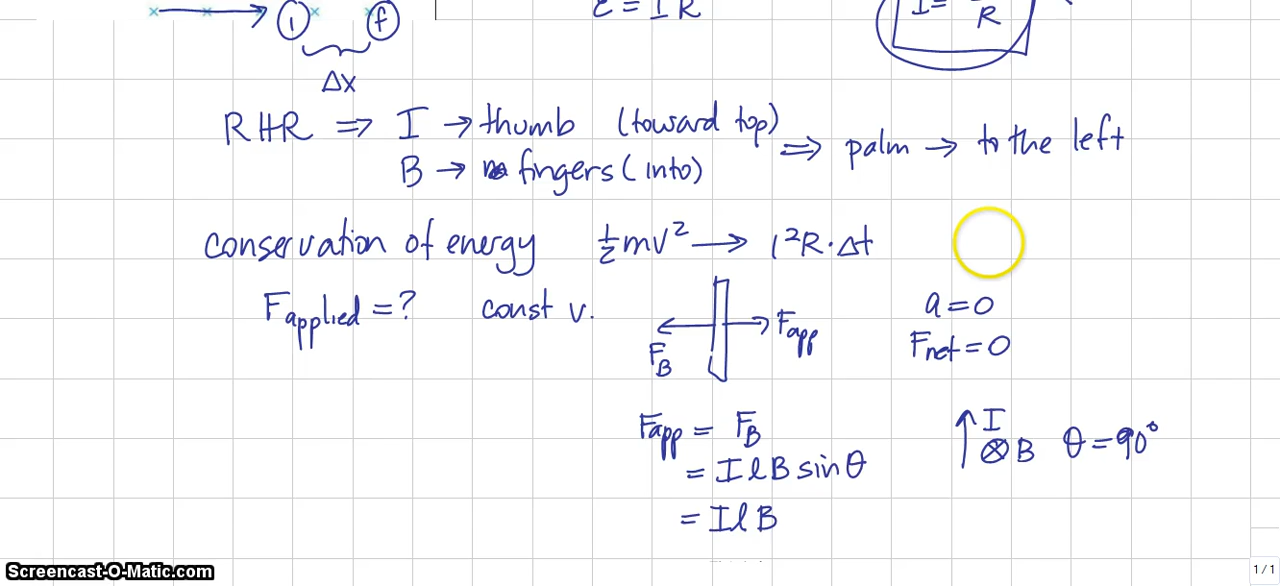 i f ε = I R I = R
Δx
RHR ⇒ I → thumb (toward top) ⇒ palm → to the left
B → fingers (into)
conservation of energy ½mv² → I²R·Δt
Fapplied = ? const v. FB Fapp a = 0
Fnet = 0
Fapp = FB I ⊗ B θ = 90°
= IℓB sinθ
= IℓB
Screencast-O-Matic.com 1/1